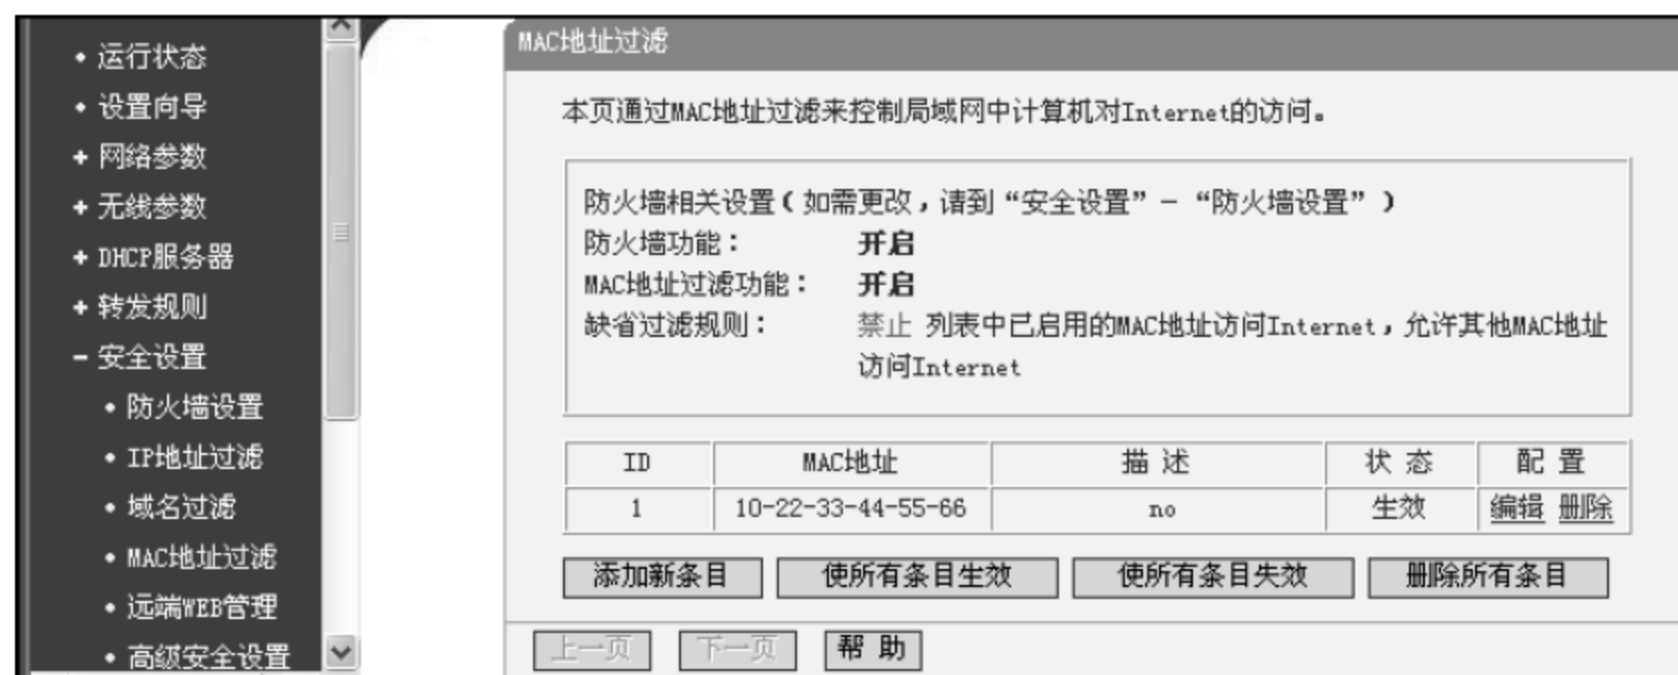 • 运行状态
• 设置向导
+ 网络参数
+ 无线参数
+ DHCP服务器
+ 转发规则
- 安全设置
• 防火墙设置
• IP地址过滤
• 域名过滤
• MAC地址过滤
• 远端WEB管理
• 高级安全设置
MAC地址过滤
本页通过MAC地址过滤来控制局域网中计算机对Internet的访问。
防火墙相关设置(如需更改,请到“安全设置”-“防火墙设置”)
防火墙功能: 开启
MAC地址过滤功能: 开启
缺省过滤规则: 禁止 列表中已启用的MAC地址访问Internet,允许其他MAC地址
访问Internet
ID MAC地址 描 述 状 态 配 置
1 10-22-33-44-55-66 no 生效 编辑 删除
添加新条目 使所有条目生效 使所有条目失效 删除所有条目
上一页 下一页 帮 助